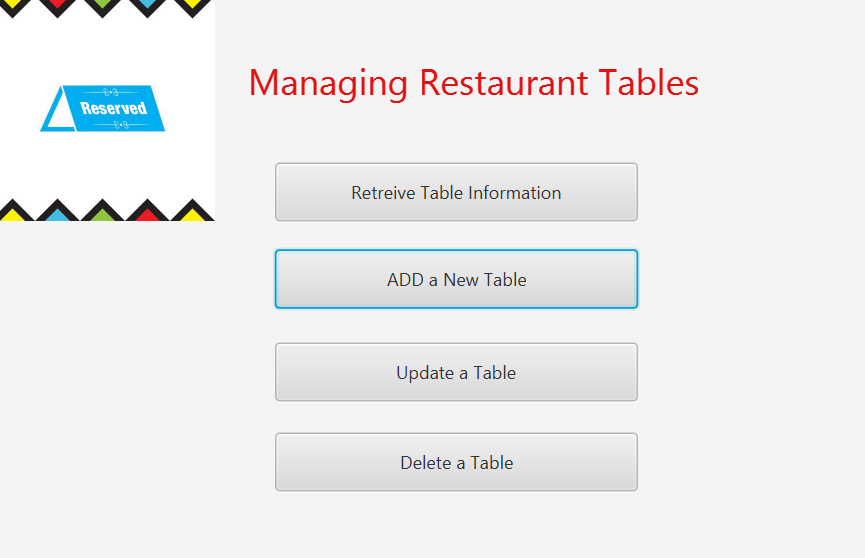 Reserved
Managing Restaurant Tables
Retreive Table Information
ADD a New Table
Update a Table
Delete a Table